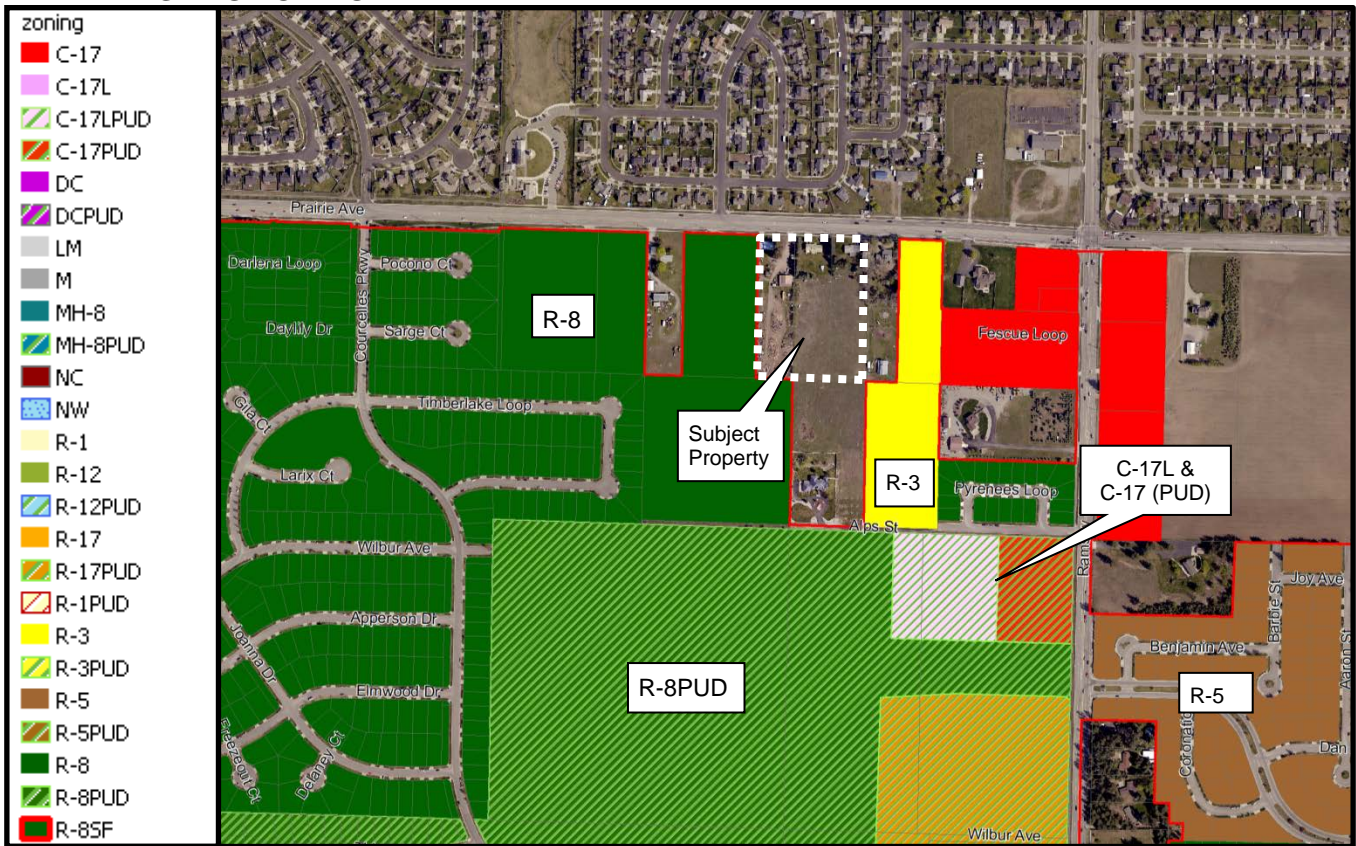 zoning
C-17
C-17L
C-17LPUD
C-17PUD
DC
DCPUD
LM
M
MH-8
MH-8PUD
NC
NW
R-1
R-12
R-12PUD
R-17
R-17PUD
R-1PUD
R-3
R-3PUD
R-5
R-5PUD
R-8
R-8PUD
R-8SF
Prairie Ave
Darlena Loop
Pocono Ct
Courcelles Pkwy
Daylily Dr
Sarge Ct
R-8
Fescue Loop
Timberlake Loop
Gila Ct
Larix Ct
Subject
Property
R-3
C-17L &
C-17 (PUD)
Pyrenees Loop
Alps St
Wilbur Ave
Joanna Dr
Apperson Dr
Elmwood Dr
Freezeout Ct
Delaney Ct
R-8PUD
Joy Ave
Barbie St
Benjamin Ave
Aaron St
R-5
Dan
Wilbur Ave